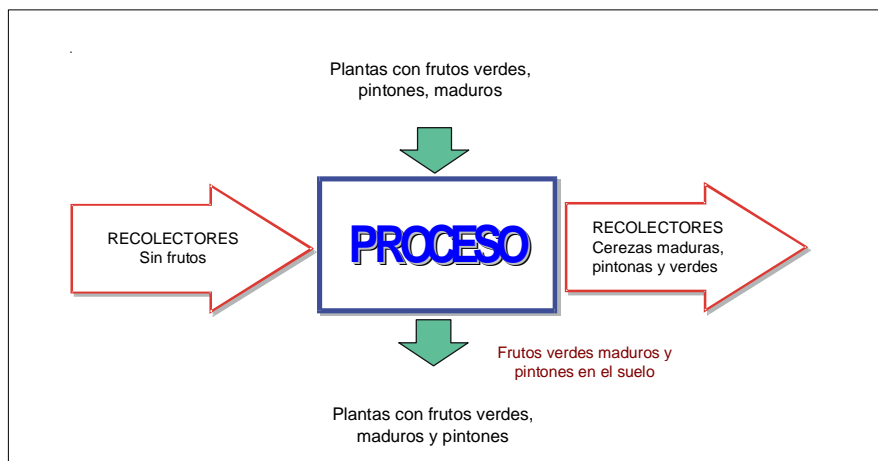 .
Plantas con frutos verdes,
pintones, maduros
RECOLECTORES
Sin frutos
PROCESO
RECOLECTORES
Cerezas maduras,
pintonas y verdes
Frutos verdes maduros y
pintones en el suelo
Plantas con frutos verdes,
maduros y pintones